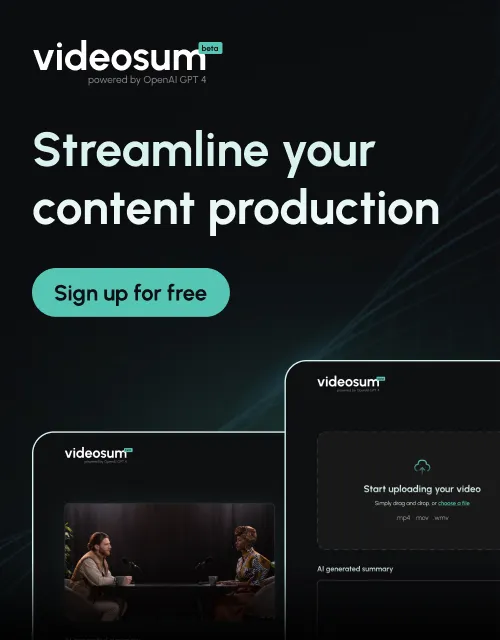 videosum beta
powered by OpenAI GPT 4
Streamline your
content production
Sign up for free
videosum
powered by OpenAI GPT 4
Start uploading your video
Simply drag and drop, or choose a file
.mp4 .mov .wmv
AI generated summary
videosum
powered by OpenAI GPT 4